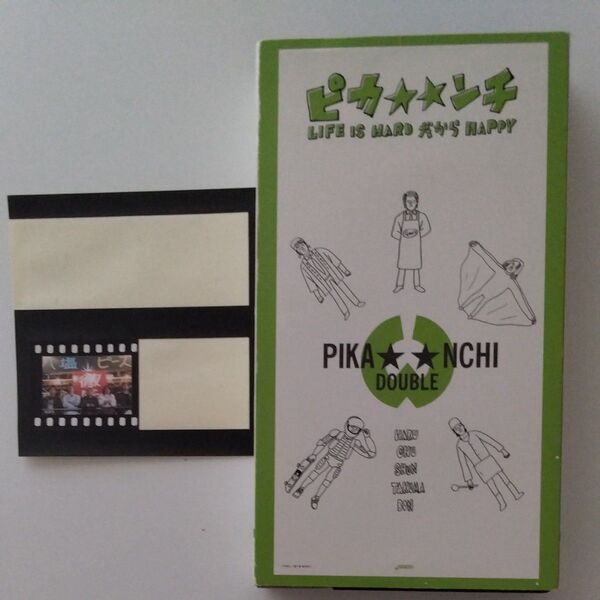 ピカ★★ンチ
LIFE IS HARD だから HAPPY
PIKA★★NCHI
DOUBLE
HARU
CHU
SHUN
TAKUMA
BON
塩